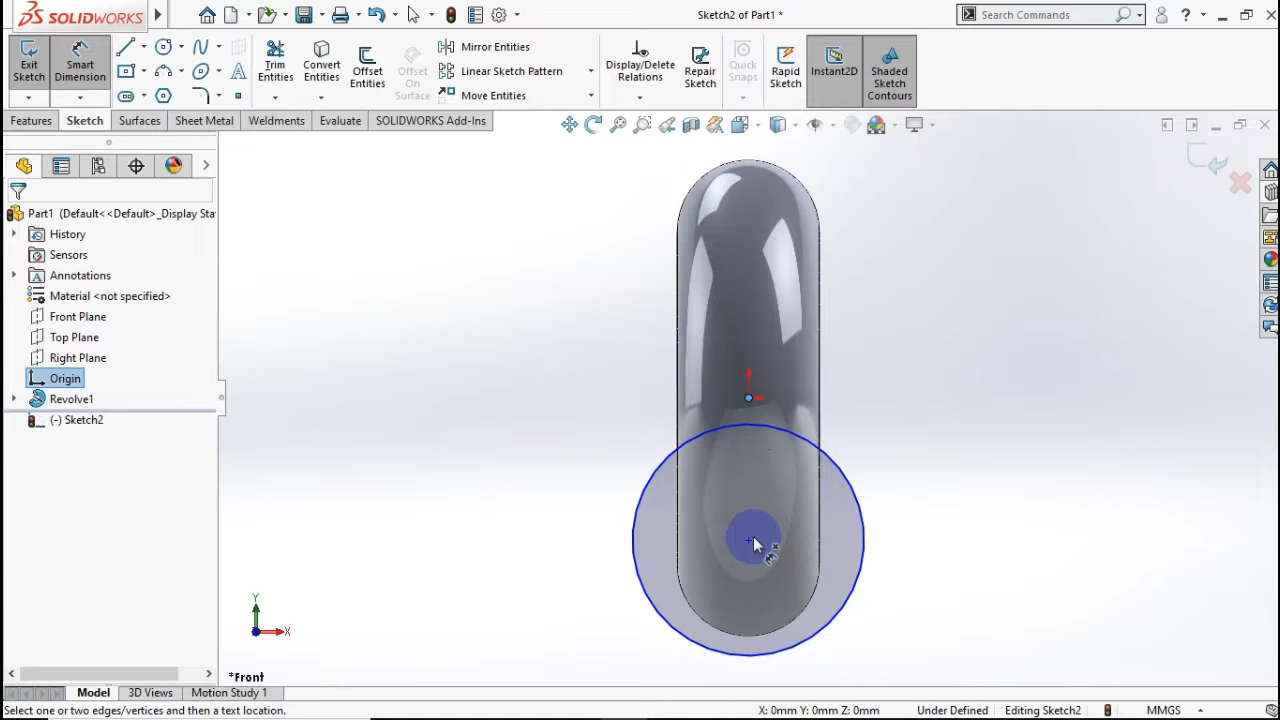 SOLIDWORKS
Sketch2 of Part1 *
Search Commands
?
Exit
Sketch
Smart
Dimension
Trim
Entities
Convert
Entities
Offset
Entities
Offset
On
Surface
Mirror Entities
Linear Sketch Pattern
Move Entities
Display/Delete
Relations
Repair
Sketch
Quick
Snaps
Rapid
Sketch
Instant2D
Shaded
Sketch
Contours
Features
Sketch
Surfaces
Sheet Metal
Weldments
Evaluate
SOLIDWORKS Add-Ins
Part1 (Default<<Default>_Display Sta
History
Sensors
Annotations
Material <not specified>
Front Plane
Top Plane
Right Plane
Origin
Revolve1
(-) Sketch2
Y
X
*Front
Model
3D Views
Motion Study 1
Select one or two edges/vertices and then a text location.
X: 0mm Y: 0mm Z: 0mm
Under Defined
Editing Sketch2
MMGS